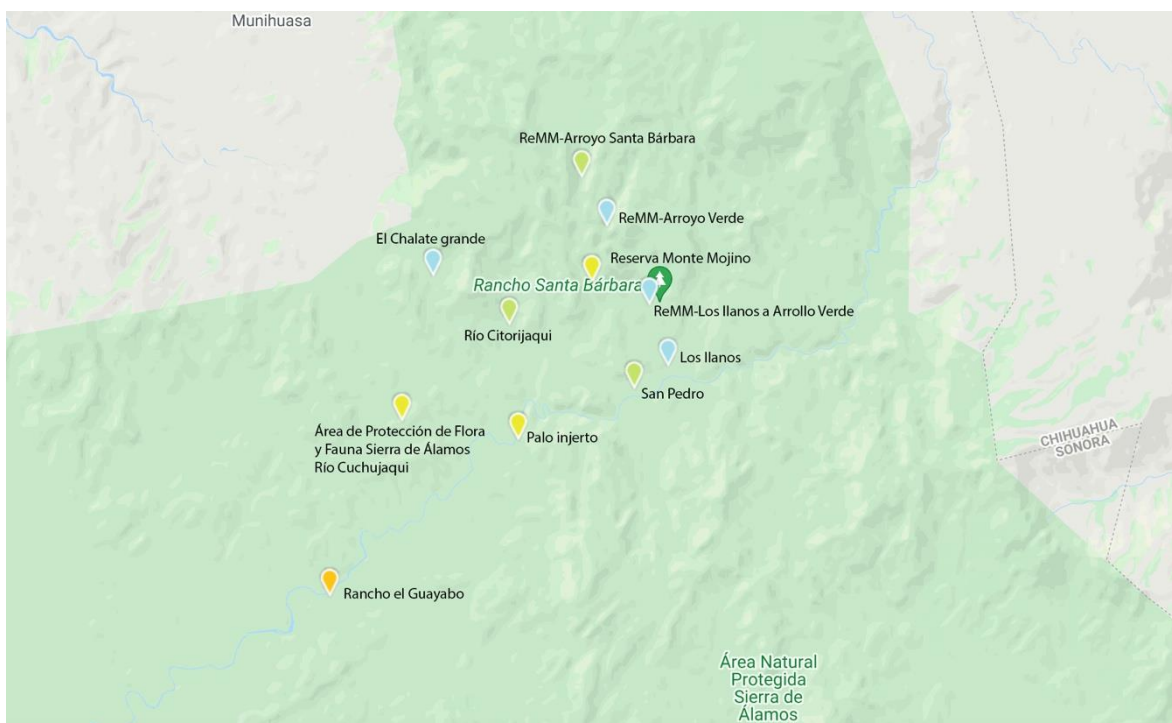 Munihuasa
ReMM-Arroyo Santa Bárbara
ReMM-Arroyo Verde
El Chalate grande
Reserva Monte Mojino
Rancho Santa Bárbara
ReMM-Los llanos a Arrollo Verde
Río Citorijaqui
Los llanos
San Pedro
Área de Protección de Flora
y Fauna Sierra de Álamos
Río Cuchujaqui
Palo injerto
CHIHUAHUA
SONORA
Rancho el Guayabo
Área Natural
Protegida
Sierra de
Álamos